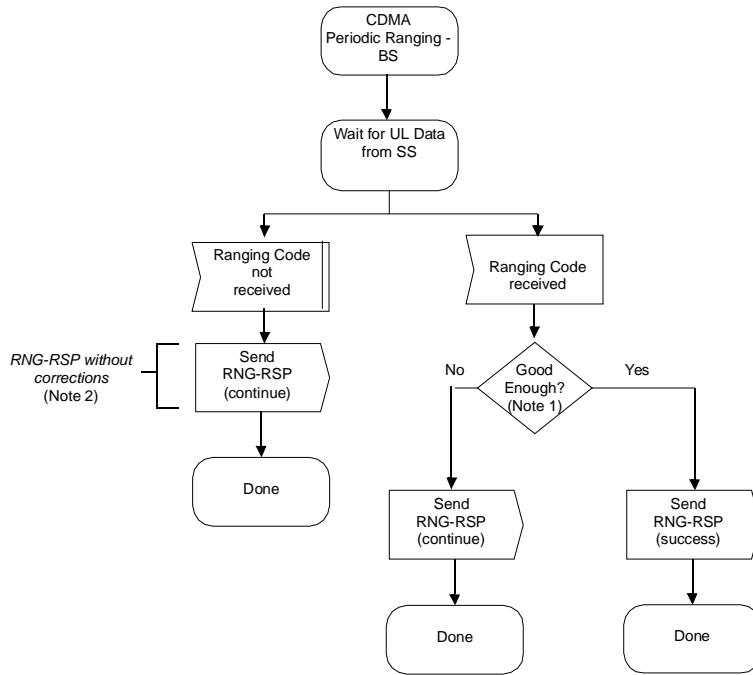 CDMA
Periodic Ranging -
BS
Wait for UL Data
from SS
Ranging Code
not
received
Ranging Code
received
RNG-RSP without
corrections
(Note 2)
Send
RNG-RSP
(continue)
No
Good
Enough?
(Note 1)
Yes
Done
Send
RNG-RSP
(continue)
Send
RNG-RSP
(success)
Done
Done